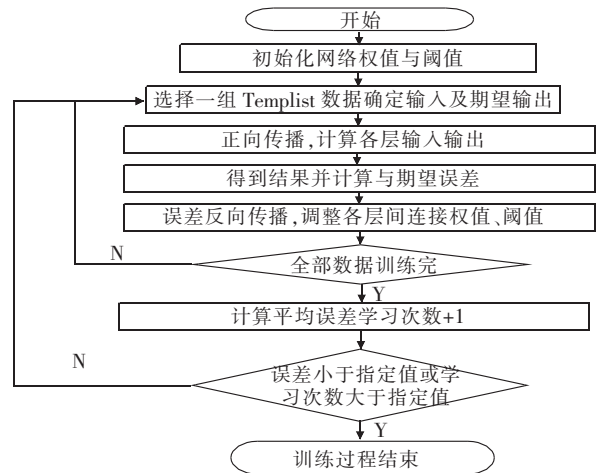 开始
初始化网络权值与阈值
选择一组 Templist 数据确定输入及期望输出
正向传播,计算各层输入输出
得到结果并计算与期望误差
误差反向传播,调整各层间连接权值、阈值
N
全部数据训练完
Y
计算平均误差学习次数+1
N
误差小于指定值或学
习次数大于指定值
Y
训练过程结束